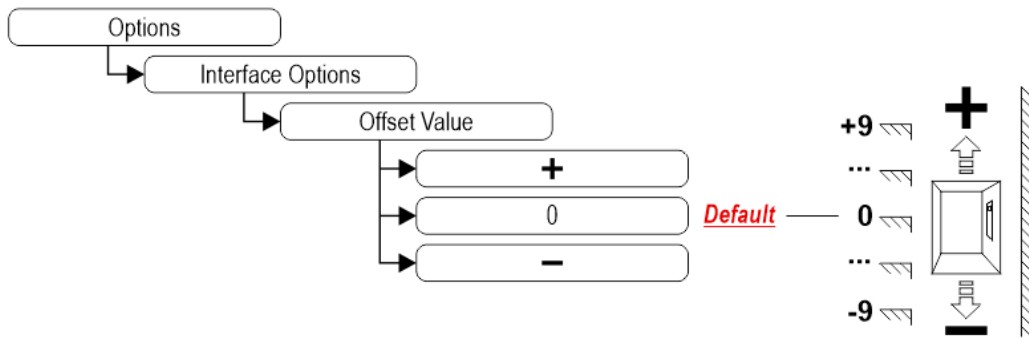 Options
Interface Options
Offset Value
+
0
−
Default
+9
...
0
...
-9
+
−